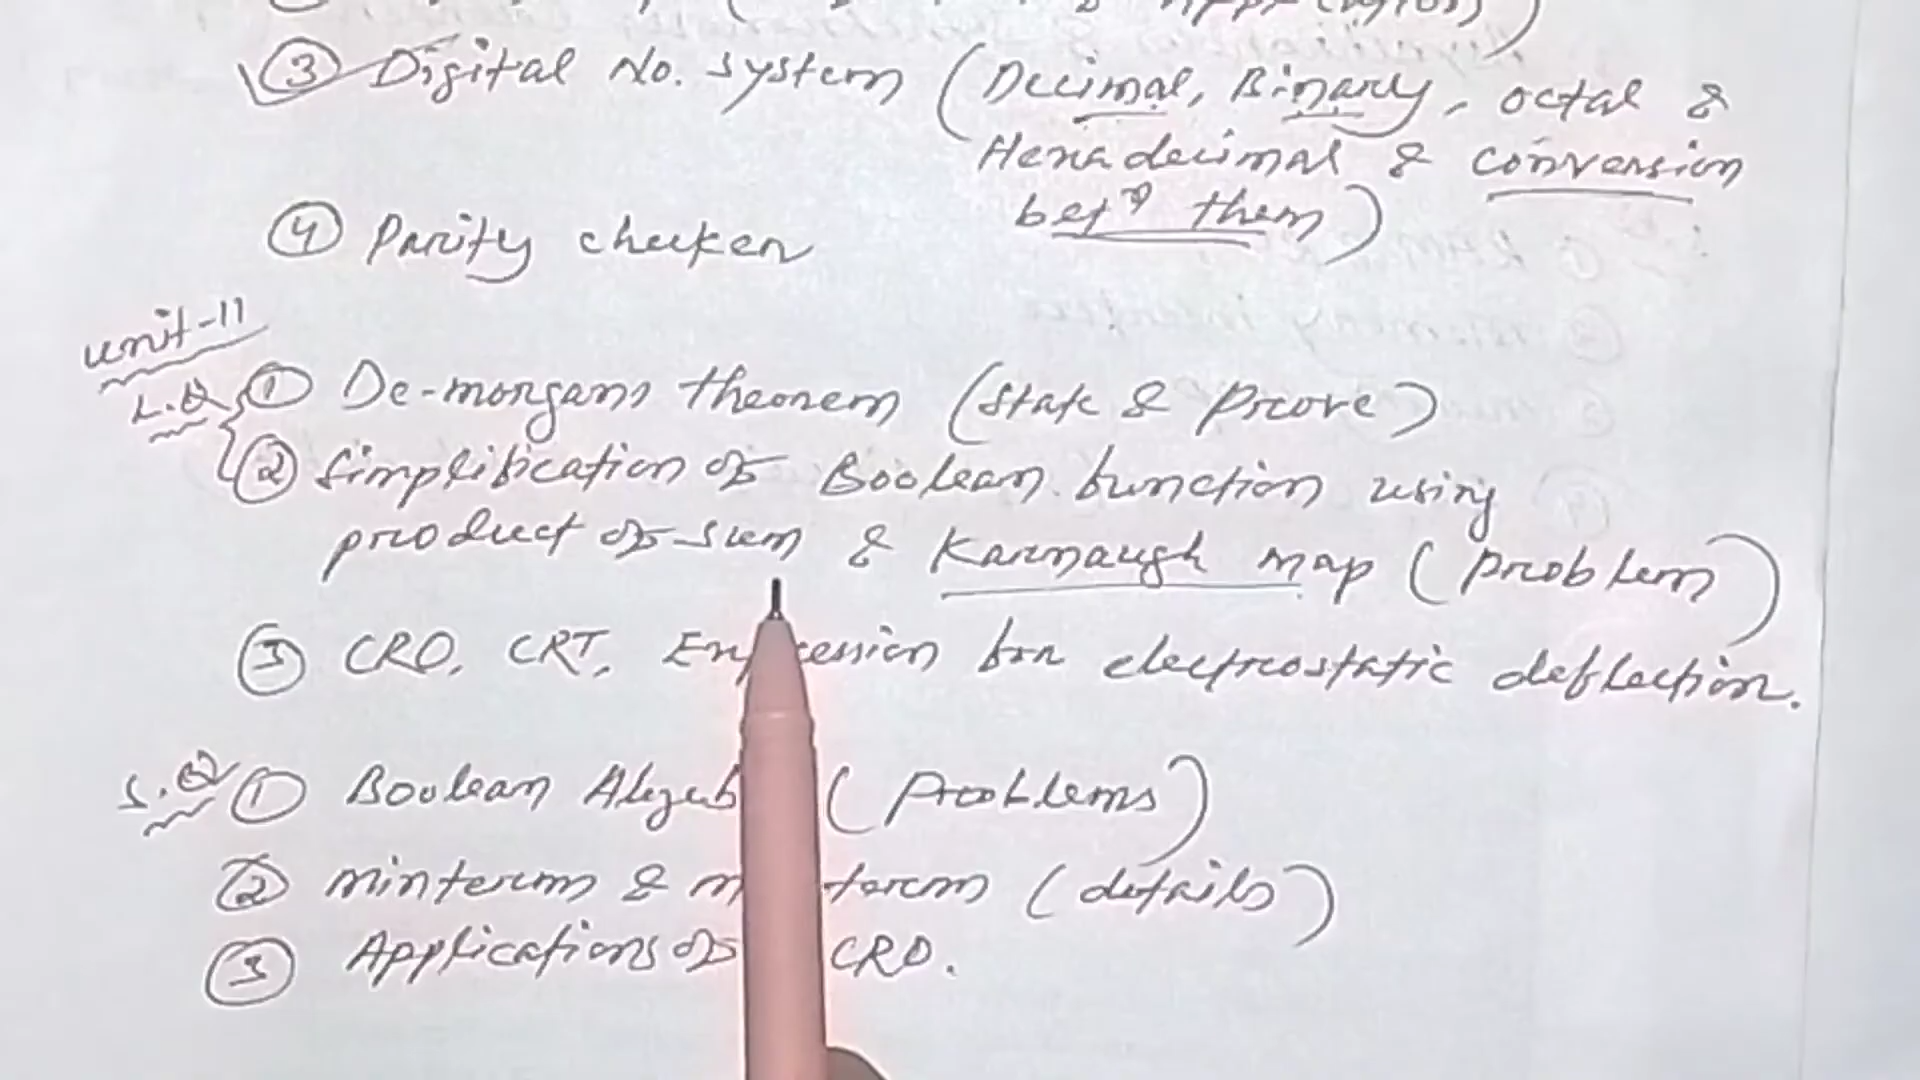 ③ Digital No. system (Decimal, Binary, octal &
Hexadecimal & conversion
betn them)
④ Parity checker
Unit-II
L.Q ① De-morgans theorem (State & Prove)
② Simplification of Boolean function using
product of sum & Karnaugh map (problem)
③ CRO, CRT, Expression for electrostatic deflection.
S.Q ① Boolean (Problems)
② minterm & (details)
③ Applications of CRO.